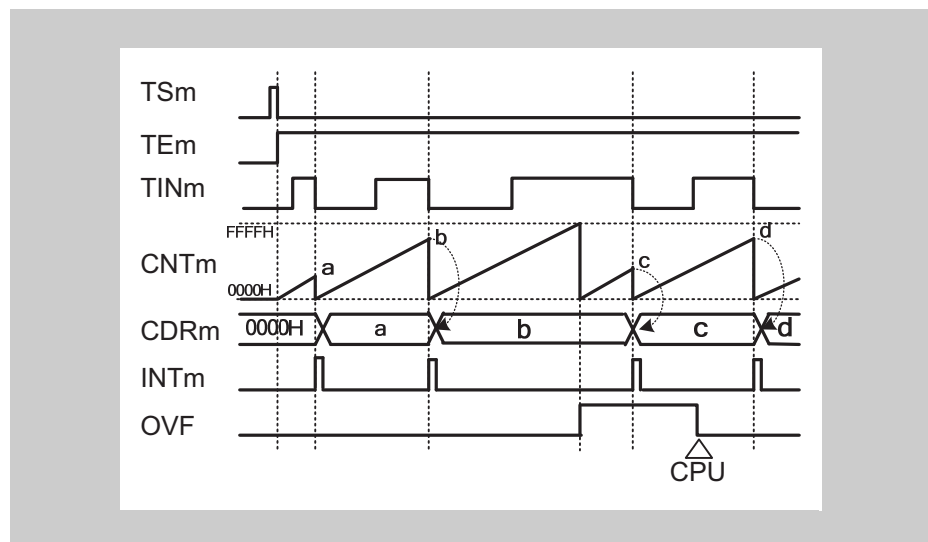 TSm
TEm
TINm
FFFFH
CNTm
0000H
a
b
c
d
CDRm
0000H
a
b
c
d
INTm
OVF
CPU